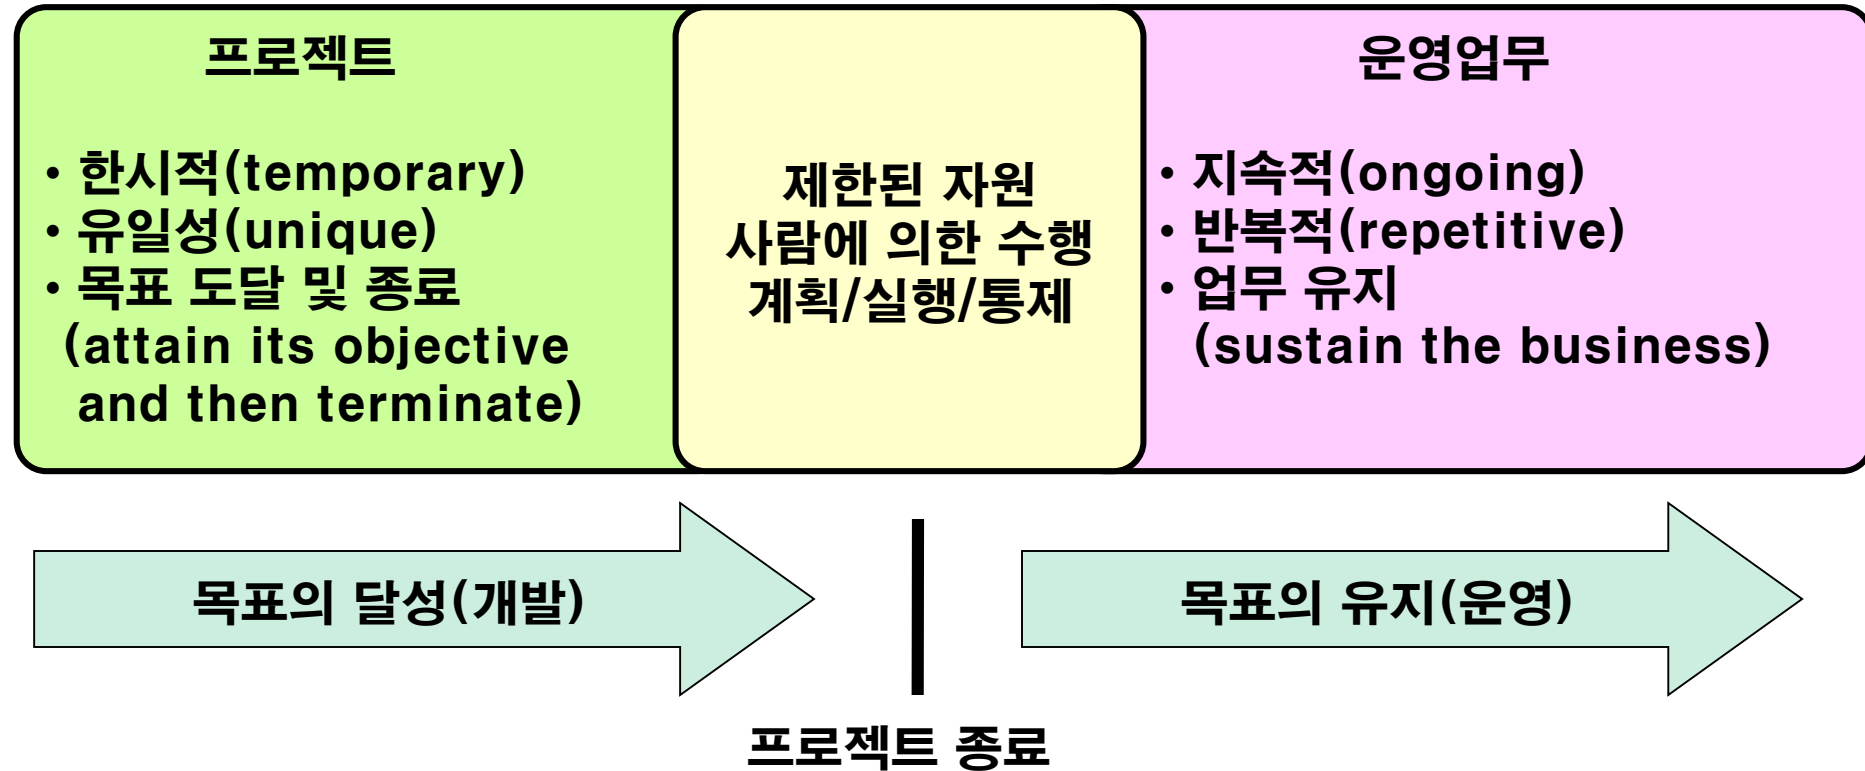 프로젝트
• 한시적(temporary)
• 유일성(unique)
• 목표 도달 및 종료
(attain its objective
and then terminate)
제한된 자원
사람에 의한 수행
계획/실행/통제
운영업무
• 지속적(ongoing)
• 반복적(repetitive)
• 업무 유지
(sustain the business)
목표의 달성(개발)
목표의 유지(운영)
프로젝트 종료